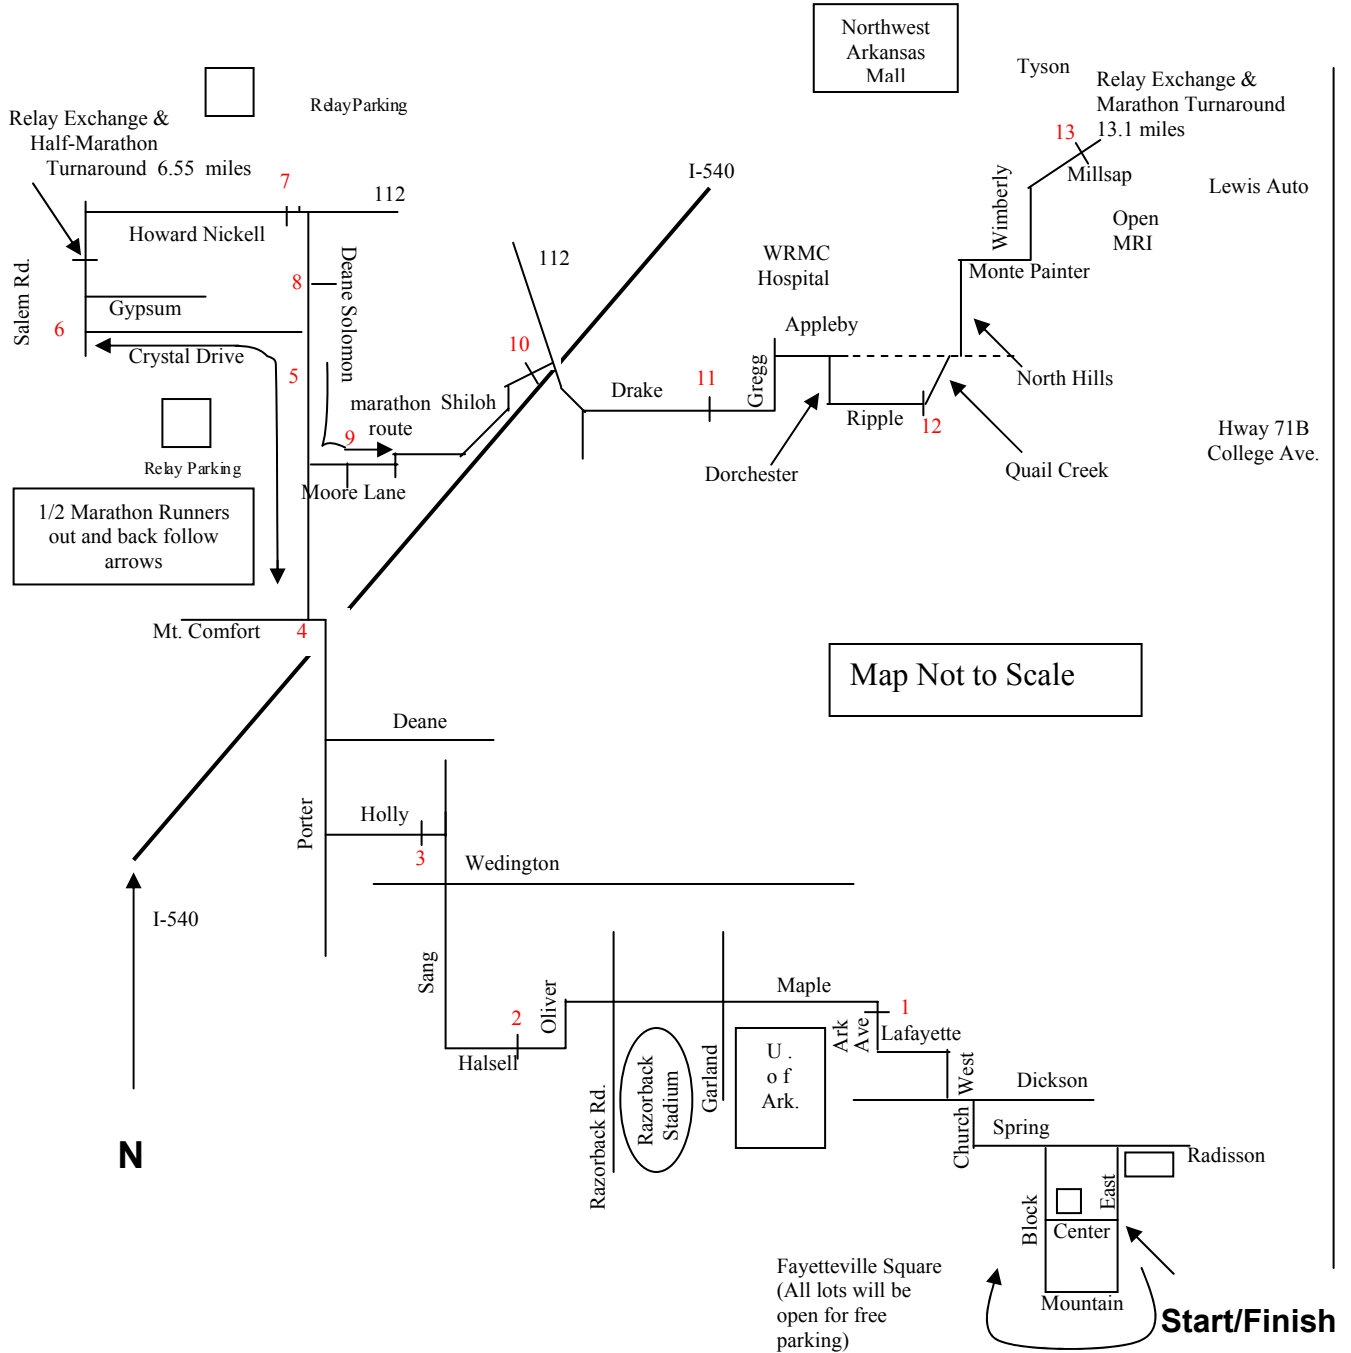 Northwest
Arkansas
Mall
Tyson
Relay Exchange &
Marathon Turnaround
13.1 miles
13
Relay Parking
Relay Exchange &
Half-Marathon
Turnaround 6.55 miles
7
112
I-540
Millsap
Wimberly
Lewis Auto
Open
MRI
Howard Nickell
Deane Solomon
112
WRMC
Hospital
Monte Painter
8
Salem Rd.
Gypsum
6
Crystal Drive
Appleby
10
5
11
Drake
Gregg
North Hills
marathon
route
Shiloh
9
Ripple
12
Hway 71B
College Ave.
Relay Parking
Moore Lane
Dorchester
Quail Creek
1/2 Marathon Runners
out and back follow
arrows
Mt. Comfort
4
Map Not to Scale
Deane
Porter
Holly
3
Wedington
I-540
Sang
Oliver
Maple
2
1
Ark
Ave
Lafayette
Halsell
Razorback Rd.
Razorback
Stadium
Garland
U .
o f
Ark.
West
Dickson
N
Church
Spring
Radisson
Block
East
Center
Fayetteville Square
(All lots will be
open for free
parking)
Mountain
Start/Finish